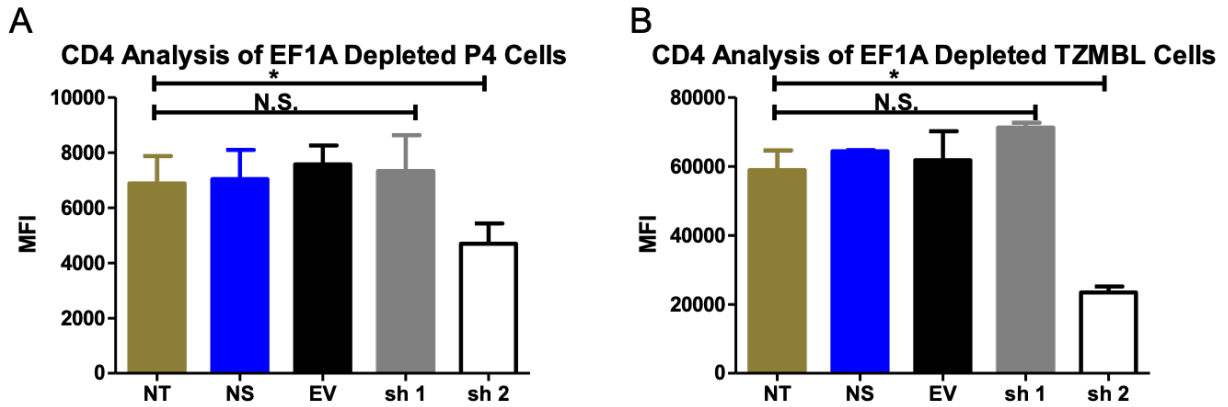 A
CD4 Analysis of EF1A Depleted P4 Cells
*
N.S.
10000
8000
6000
4000
2000
0
MFI
NT NS EV sh 1 sh 2
B
CD4 Analysis of EF1A Depleted TZMBL Cells
*
N.S.
80000
60000
40000
20000
0
MFI
NT NS EV sh 1 sh 2